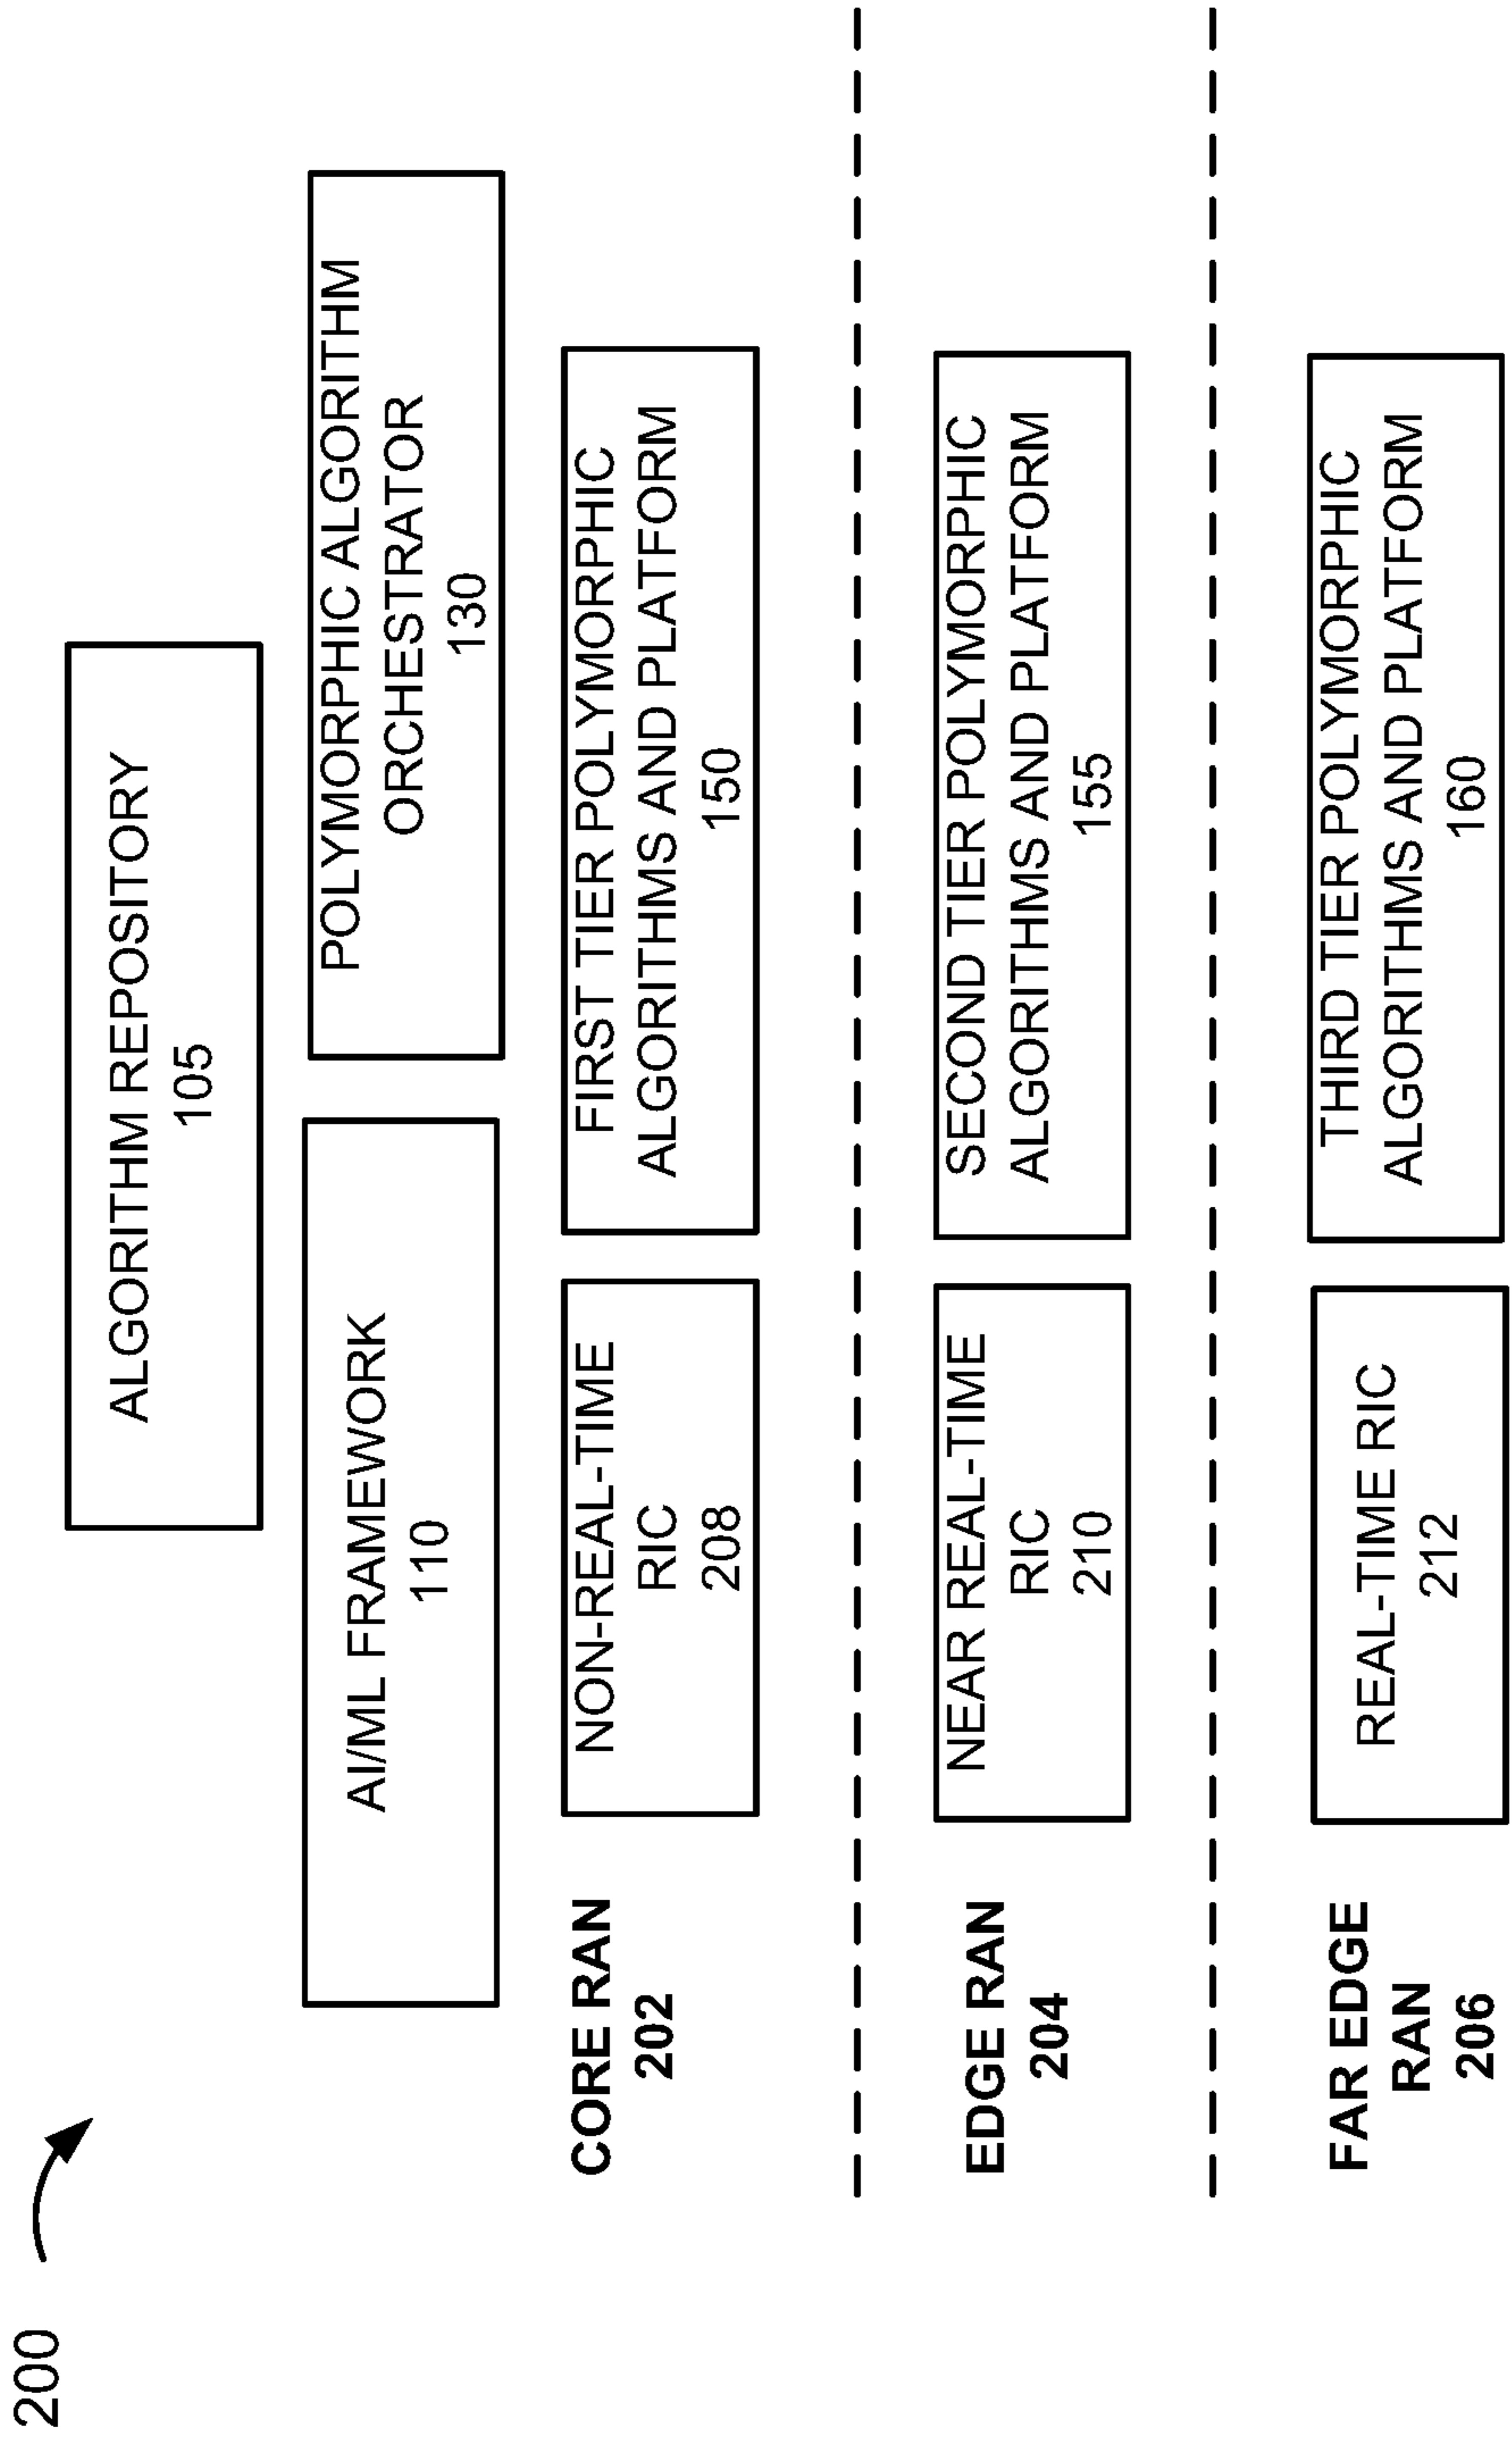 200
ALGORITHM REPOSITORY
105
AI/ML FRAMEWORK
110
POLYMORPHIC ALGORITHM
ORCHESTRATOR
130
CORE RAN
202
NON-REAL-TIME
RIC
208
FIRST TIER POLYMORPHIC
ALGORITHMS AND PLATFORM
150
EDGE RAN
204
NEAR REAL-TIME
RIC
210
SECOND TIER POLYMORPHIC
ALGORITHMS AND PLATFORM
155
FAR EDGE
RAN
206
REAL-TIME RIC
212
THIRD TIER POLYMORPHIC
ALGORITHMS AND PLATFORM
160